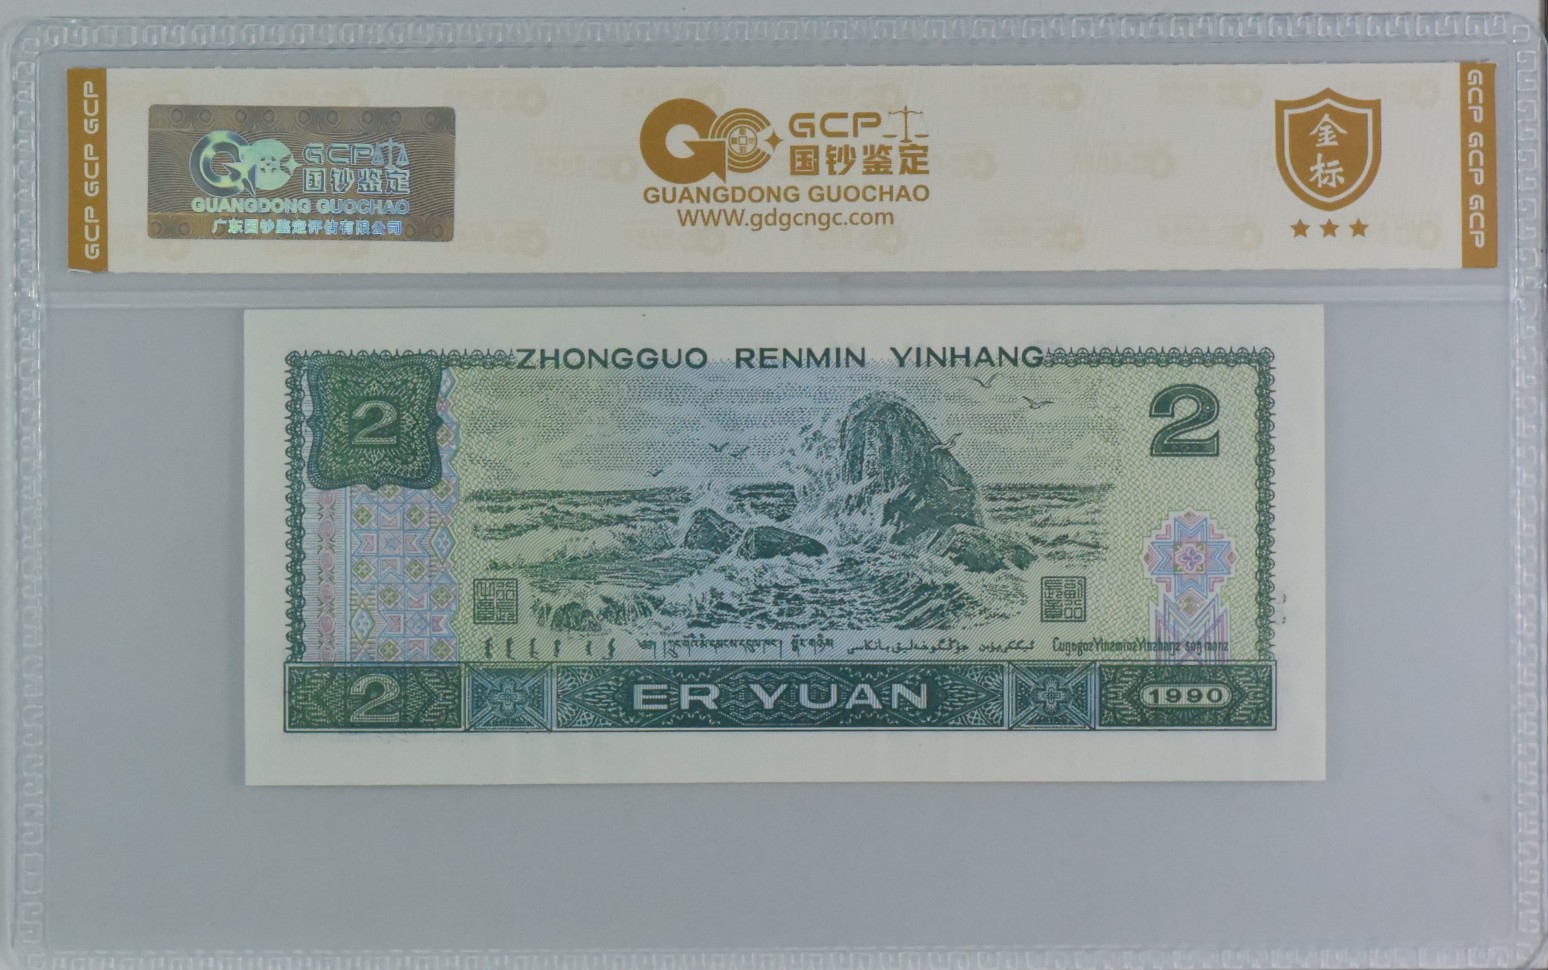 GCP GCP GCP
GCP
国钞鉴定
GUANGDONG GUOCHAO
广东国钞鉴定评估有限公司
GCP
国钞鉴定
GUANGDONG GUOCHAO
WWW.gdgcngc.com
金标
GCP GCP GCP
ZHONGGUO RENMIN YINHANG
2
2
2
ER YUAN
1990